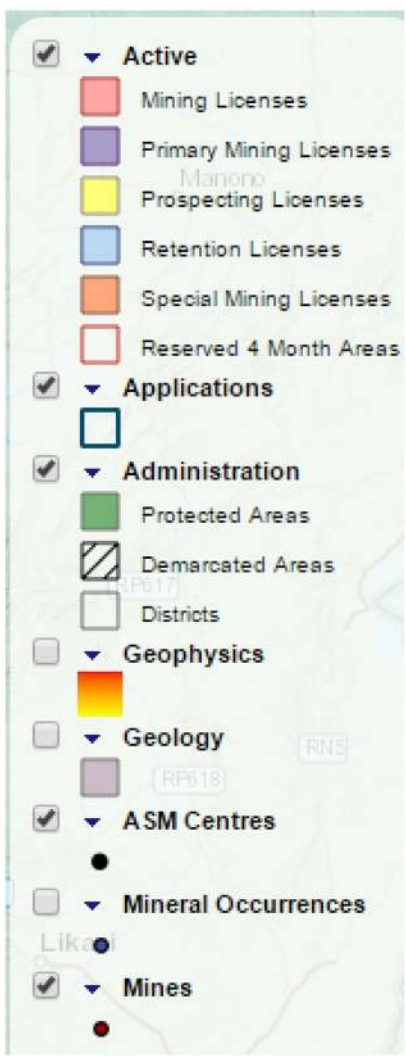 Active
Mining Licenses
Primary Mining Licenses
Manono
Prospecting Licenses
Retention Licenses
Special Mining Licenses
Reserved 4 Month Areas
Applications
Administration
Protected Areas
Demarcated Areas
RP617
Districts
Geophysics
Geology
RN5
RP618
ASM Centres
Mineral Occurrences
Mines